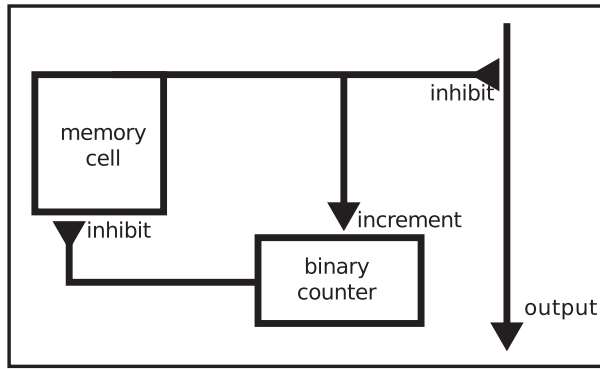 inhibit
memory
cell
inhibit
increment
binary
counter
output